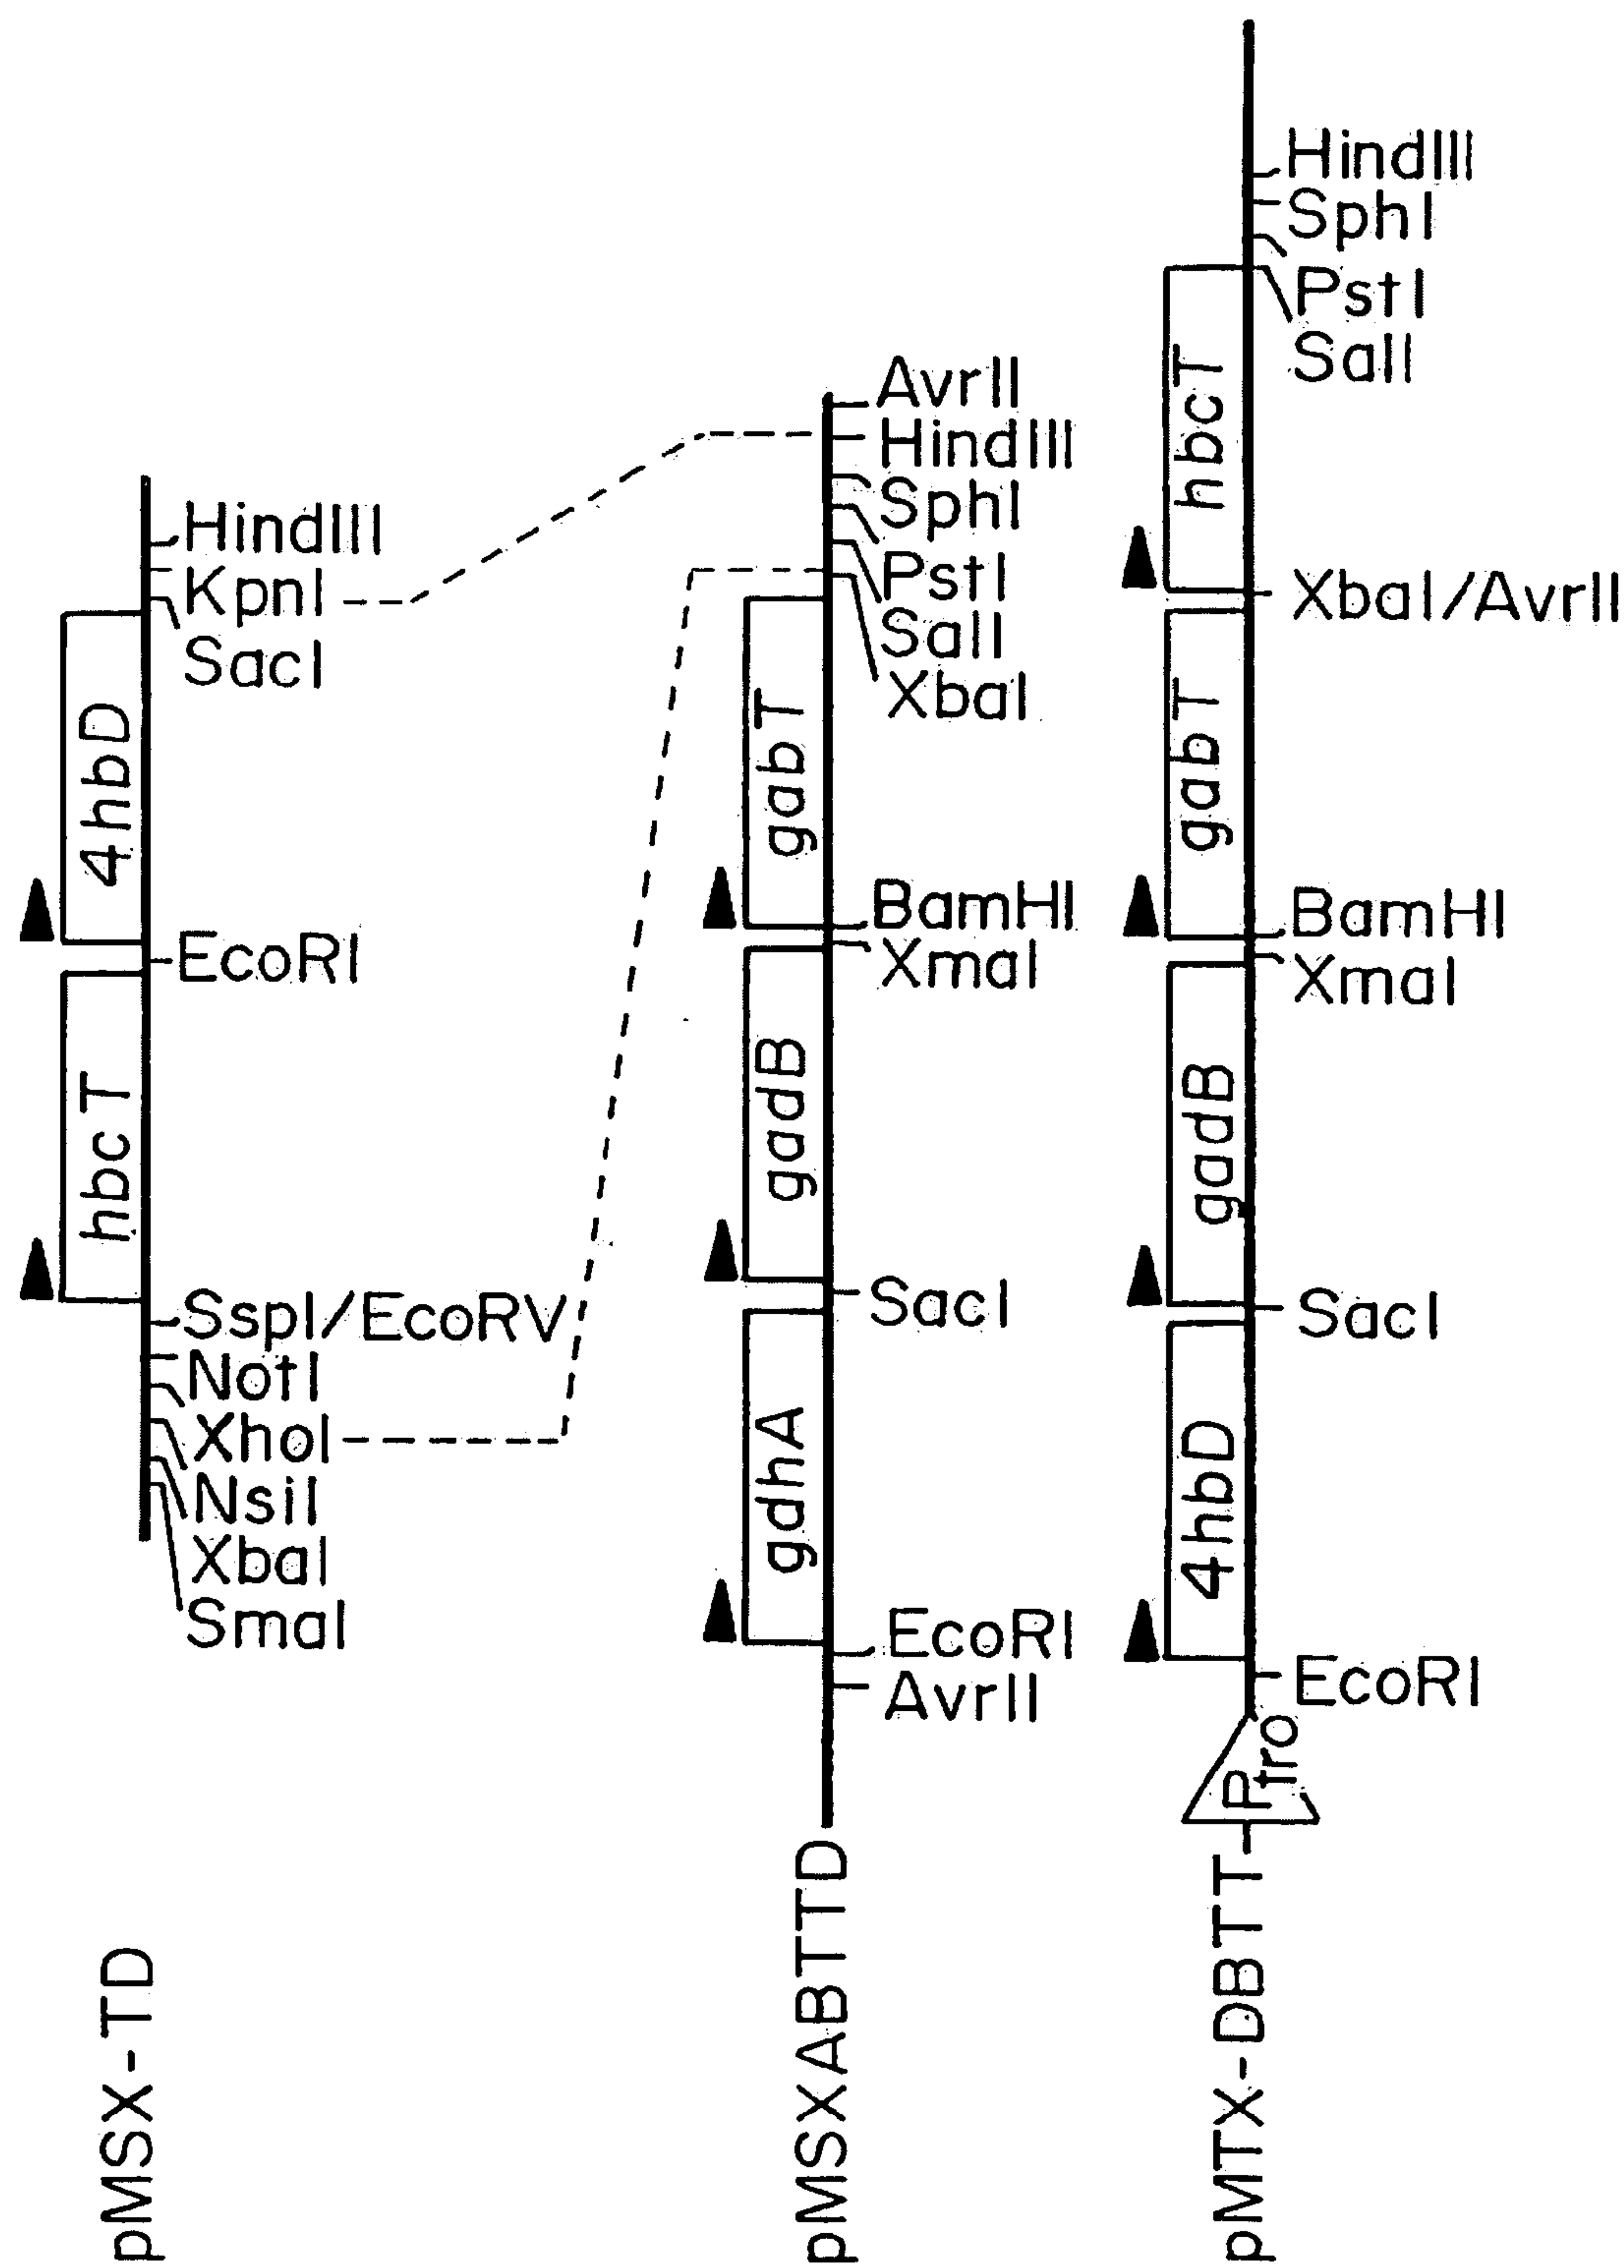 HindIII
KpnI
SacI
4hbD
EcoRI
hbcT
SspI/EcoRV
NotI
XhoI
NsiI
XbaI
SmaI
pMSX-TD
AvrII
HindIII
SphI
PstI
SalI
XbaI
gabT
BamHI
XmaI
gadB
SacI
gdhA
EcoRI
AvrII
pMSXABTTD
HindIII
SphI
PstI
SalI
hbcT
XbaI/AvrII
gabT
BamHI
XmaI
gadB
SacI
4hbD
EcoRI
Ptro
pMTX-DBTT